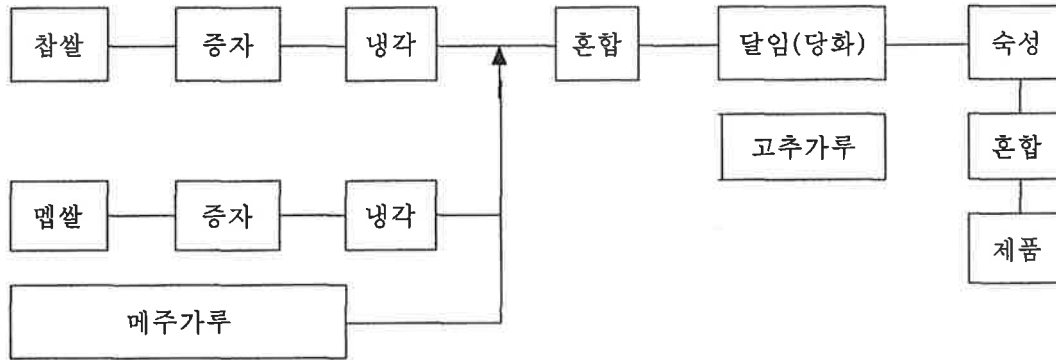 찹쌀 증자 냉각 혼합 달임(당화) 숙성
고추가루 혼합
멥쌀 증자 냉각
제품
메주가루